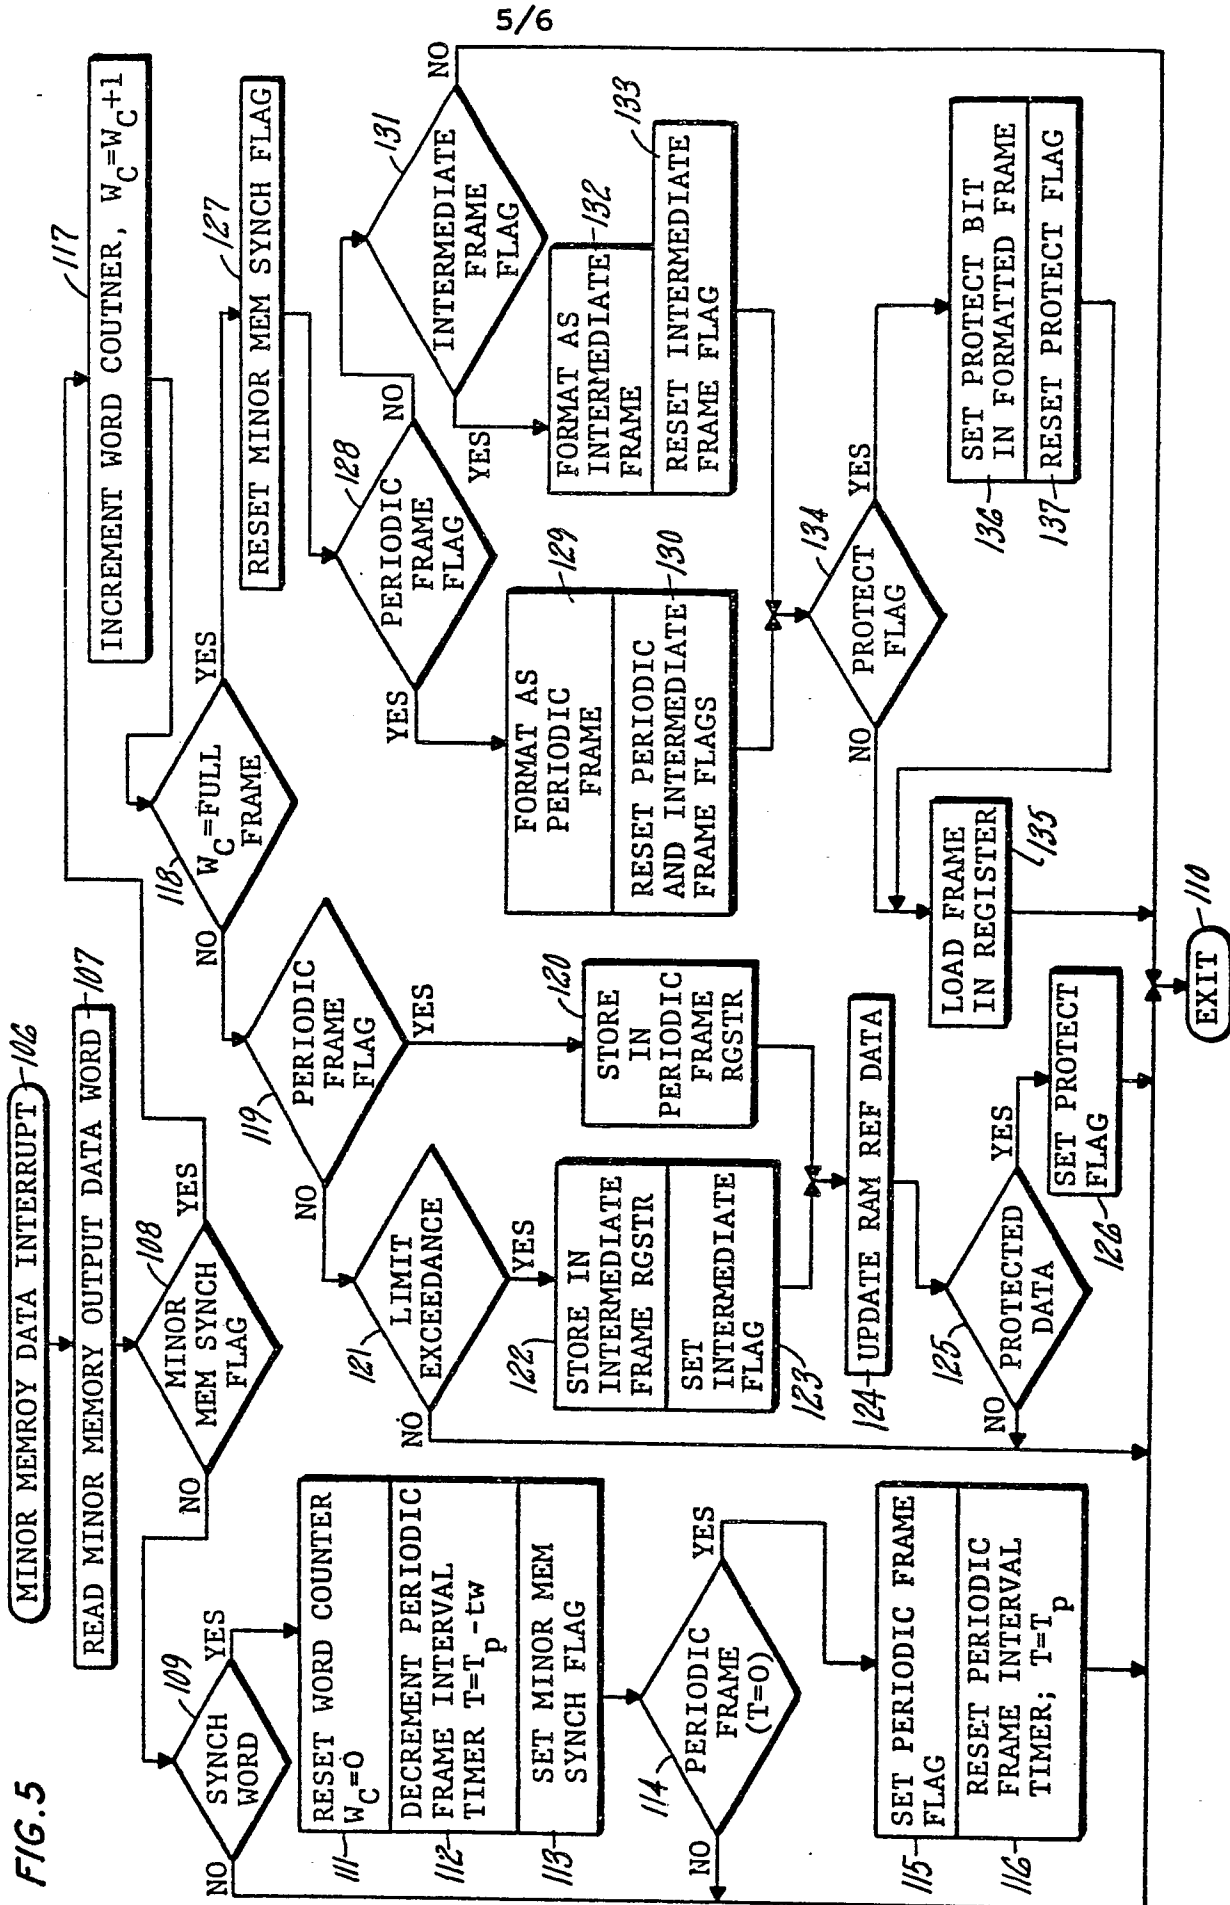 5/6
FIG.5
MINOR MEMROY DATA INTERRUPT
106
READ MINOR MEMORY OUTPUT DATA WORD
107
MINOR
MEM SYNCH
FLAG
108
NO
YES
SYNCH
WORD
109
NO
YES
RESET WORD COUNTER
WC=0
111
DECREMENT PERIODIC
FRAME INTERVAL
TIMER T=Tp-tw
112
SET MINOR MEM
SYNCH FLAG
113
PERIODIC
FRAME
(T=0)
114
NO
YES
SET PERIODIC FRAME
FLAG
115
RESET PERIODIC
FRAME INTERVAL
TIMER; T=Tp
116
INCREMENT WORD COUTNER, WC=WC+1
117
WC=FULL
FRAME
118
NO
YES
PERIODIC
FRAME
FLAG
119
NO
YES
STORE
IN
PERIODIC
FRAME
RGSTR
120
LIMIT
EXCEEDANCE
121
NO
YES
STORE IN
INTERMEDIATE
FRAME RGSTR
122
SET
INTERMEDIATE
FLAG
123
UPDATE RAM REF DATA
124
PROTECTED
DATA
125
NO
YES
SET PROTECT
FLAG
126
RESET MINOR MEM SYNCH FLAG
127
PERIODIC
FRAME
FLAG
128
YES
NO
FORMAT AS
PERIODIC
FRAME
129
RESET PERIODIC
AND INTERMEDIATE
FRAME FLAGS
130
INTERMEDIATE
FRAME
FLAG
131
YES
NO
FORMAT AS
INTERMEDIATE
FRAME
132
RESET INTERMEDIATE
FRAME FLAG
133
PROTECT
FLAG
134
NO
YES
LOAD FRAME
IN REGISTER
135
SET PROTECT BIT
IN FORMATTED FRAME
136
RESET PROTECT FLAG
137
EXIT
110